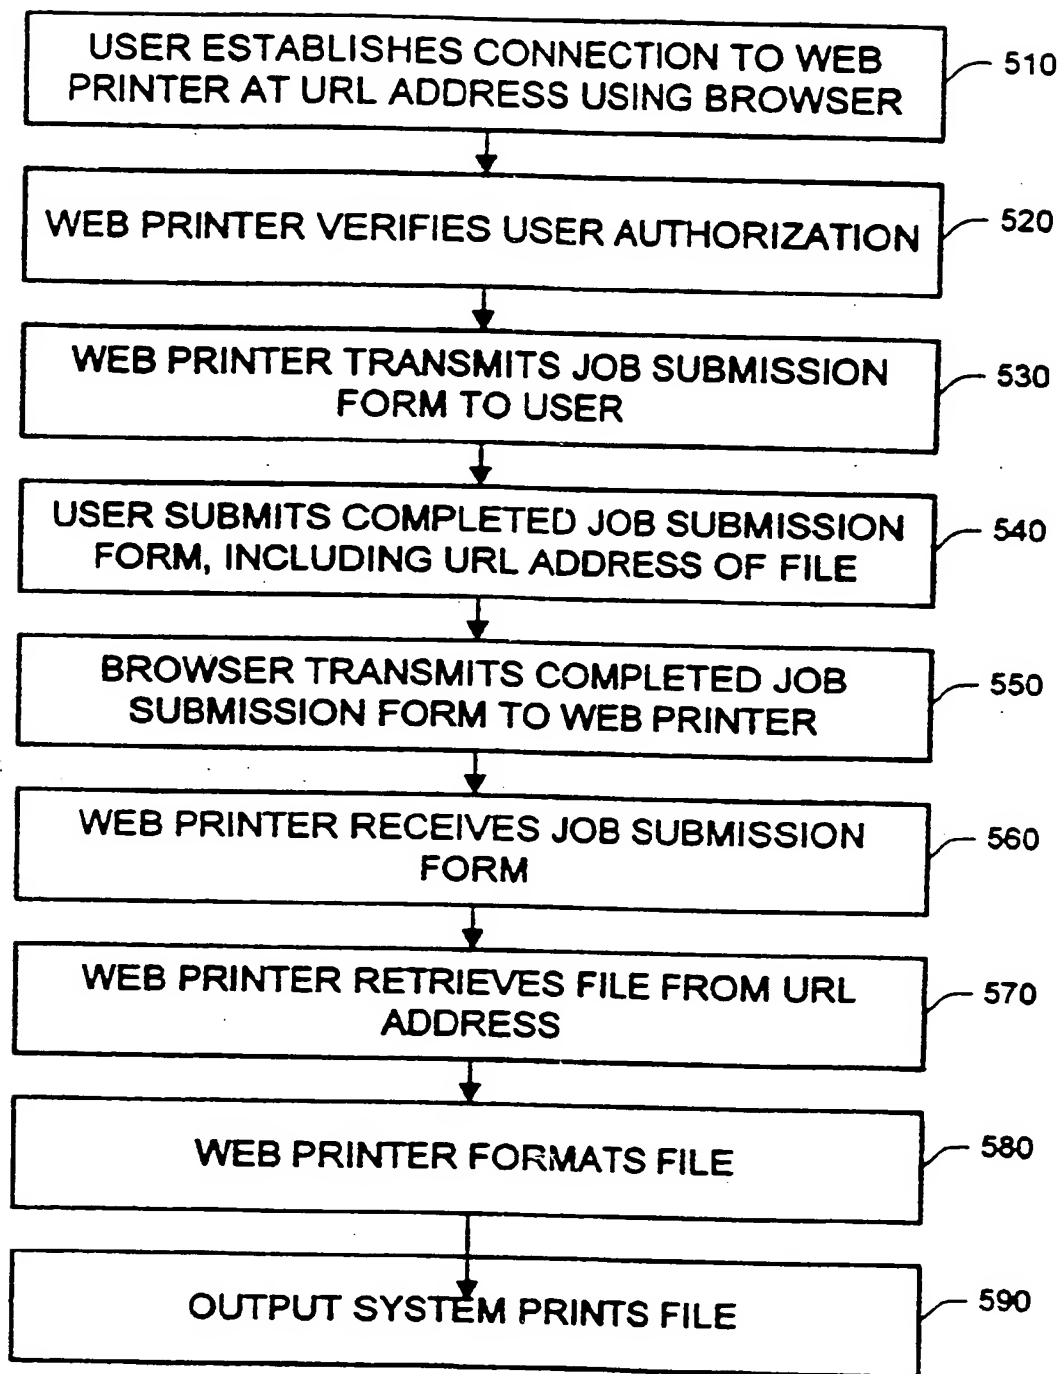 USER ESTABLISHES CONNECTION TO WEB
PRINTER AT URL ADDRESS USING BROWSER
510
WEB PRINTER VERIFIES USER AUTHORIZATION
520
WEB PRINTER TRANSMITS JOB SUBMISSION
FORM TO USER
530
USER SUBMITS COMPLETED JOB SUBMISSION
FORM, INCLUDING URL ADDRESS OF FILE
540
BROWSER TRANSMITS COMPLETED JOB
SUBMISSION FORM TO WEB PRINTER
550
WEB PRINTER RECEIVES JOB SUBMISSION
FORM
560
WEB PRINTER RETRIEVES FILE FROM URL
ADDRESS
570
WEB PRINTER FORMATS FILE
580
OUTPUT SYSTEM PRINTS FILE
590